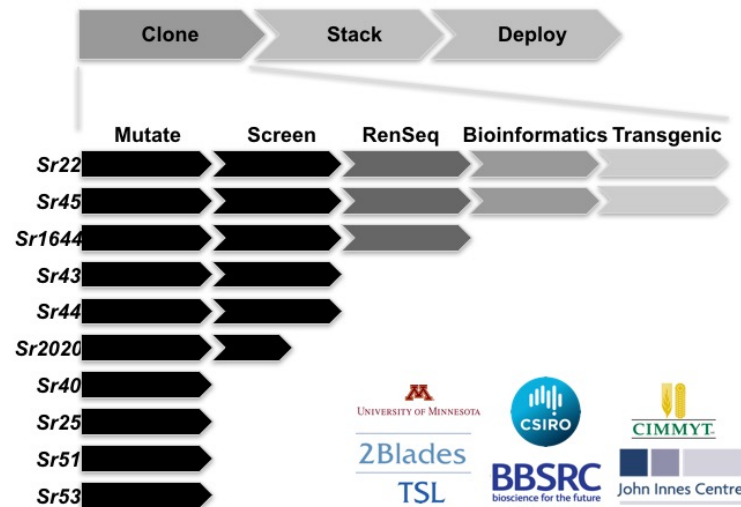 Clone Stack Deploy
Mutate Screen RenSeq Bioinformatics Transgenic
Sr22
Sr45
Sr1644
Sr43
Sr44
Sr2020
Sr40
Sr25
Sr51
Sr53
M
UNIVERSITY OF MINNESOTA
CSIRO
CIMMYT
2Blades
TSL
BBSRC
bioscience for the future
John Innes Centre